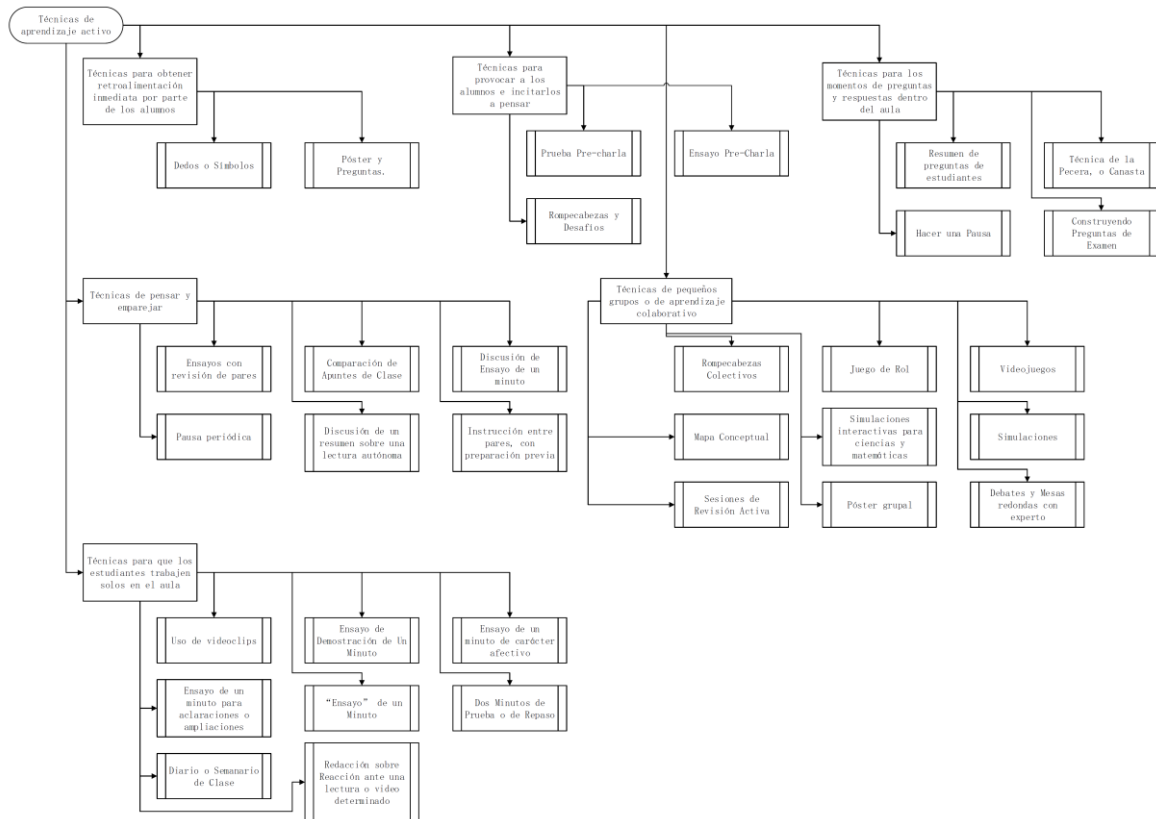 Técnicas de
aprendizaje activo
Técnicas para obtener
retroalimentación
inmediata por parte
de los alumnos
Técnicas para
provocar a los
alumnos e incitarlos
a pensar
Técnicas para los
momentos de preguntas
y respuestas dentro
del aula
Dedos o Símbolos
Póster y
Preguntas.
Prueba Pre-charla
Ensayo Pre-Charla
Resumen de
preguntas de
estudiantes
Técnica de la
Pecera, o Canasta
Rompecabezas y
Desafíos
Hacer una Pausa
Construyendo
Preguntas de
Examen
Técnicas de pensar y
emparejar
Técnicas de pequeños
grupos o de aprendizaje
colaborativo
Ensayos con
revisión de pares
Comparación de
Apuntes de Clase
Discusión de
Ensayo de un
minuto
Rompecabezas
Colectivos
Juego de Rol
Videojuegos
Pausa periódica
Discusión de un
resumen sobre una
lectura autónoma
Instrucción entre
pares, con
preparación previa
Mapa Conceptual
Simulaciones
interactivas para
ciencias y
matemáticas
Simulaciones
Sesiones de
Revisión Activa
Póster grupal
Debates y Mesas
redondas con
experto
Técnicas para que los
estudiantes trabajen
solos en el aula
Uso de videoclips
Ensayo de
Demostración de Un
Minuto
Ensayo de un
minuto de carácter
afectivo
Ensayo de un
minuto para
aclaraciones o
ampliaciones
“Ensayo” de un
Minuto
Dos Minutos de
Prueba o de Repaso
Diario o Semanario
de Clase
Redacción sobre
Reacción ante una
lectura o video
determinado